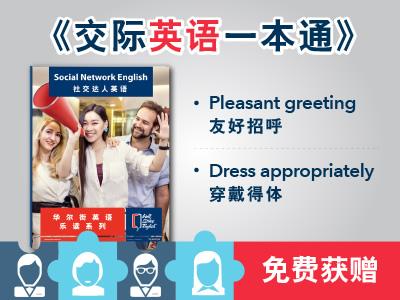 《交际英语一本通》
Social Network English
社交达人英语
华尔街英语
乐读系列
Wall
Street
English
• Pleasant greeting
友好招呼
• Dress appropriately
穿戴得体
免费获赠